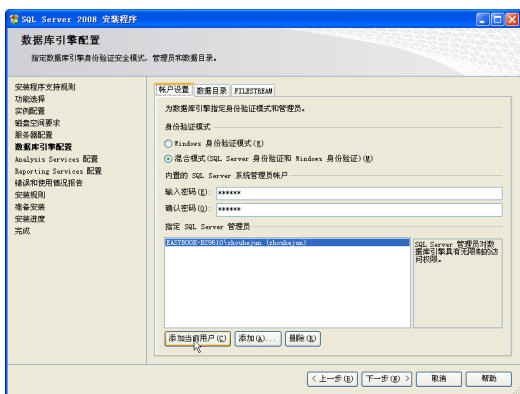 SQL Server 2008 安装程序
数据库引擎配置
指定数据库引擎身份验证安全模式、管理员和数据目录。
安装程序支持规则
功能选择
实例配置
磁盘空间要求
服务器配置
数据库引擎配置
Analysis Services 配置
Reporting Services 配置
错误和使用情况报告
安装规则
准备安装
安装进度
完成
帐户设置 数据目录 FILESTREAM
为数据库引擎指定身份验证模式和管理员。
身份验证模式
Windows 身份验证模式(W)
混合模式(SQL Server 身份验证和 Windows 身份验证)(M)
内置的 SQL Server 系统管理员帐户
输入密码(E): ******
确认密码(O): ******
指定 SQL Server 管理员
EASYBOOK-B29610\zhouhejun (zhouhejun)
SQL Server 管理员对数
据库引擎具有无限制的访
问权限。
添加当前用户(C) 添加(A)... 删除(R)
< 上一步(B) 下一步(N) > 取消 帮助